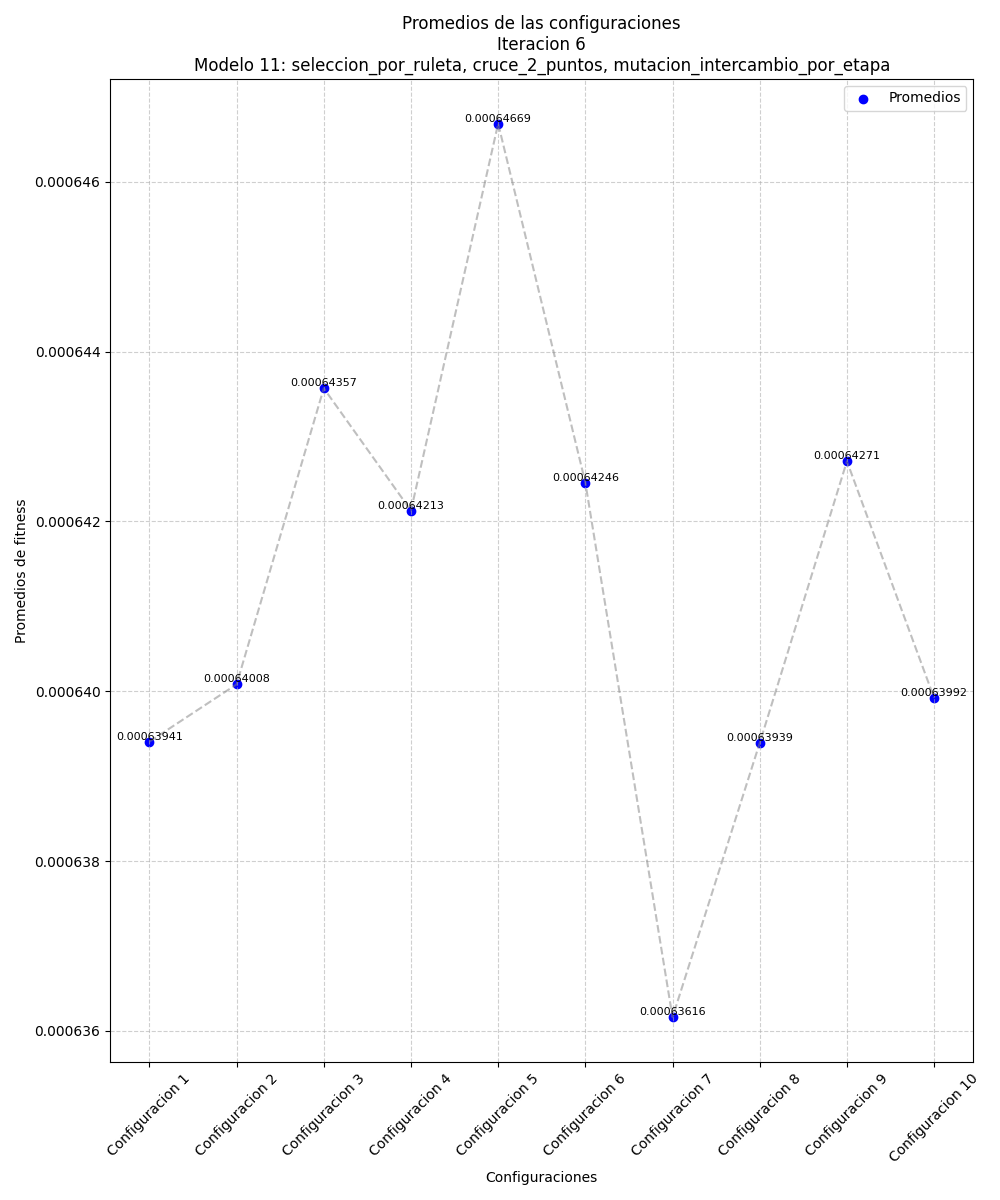 Promedios de las configuraciones
Iteracion 6
Modelo 11: seleccion_por_ruleta, cruce_2_puntos, mutacion_intercambio_por_etapa
Promedios
0.00064669
0.000646
0.000644
0.00064357
0.00064271
0.00064246
0.00064213
0.000642
Promedios de fitness
0.00064008
0.000640
0.00063992
0.00063941
0.00063939
0.000638
0.00063616
0.000636
Configuracion 1
Configuracion 2
Configuracion 3
Configuracion 4
Configuracion 5
Configuracion 6
Configuracion 7
Configuracion 8
Configuracion 9
Configuracion 10
Configuraciones